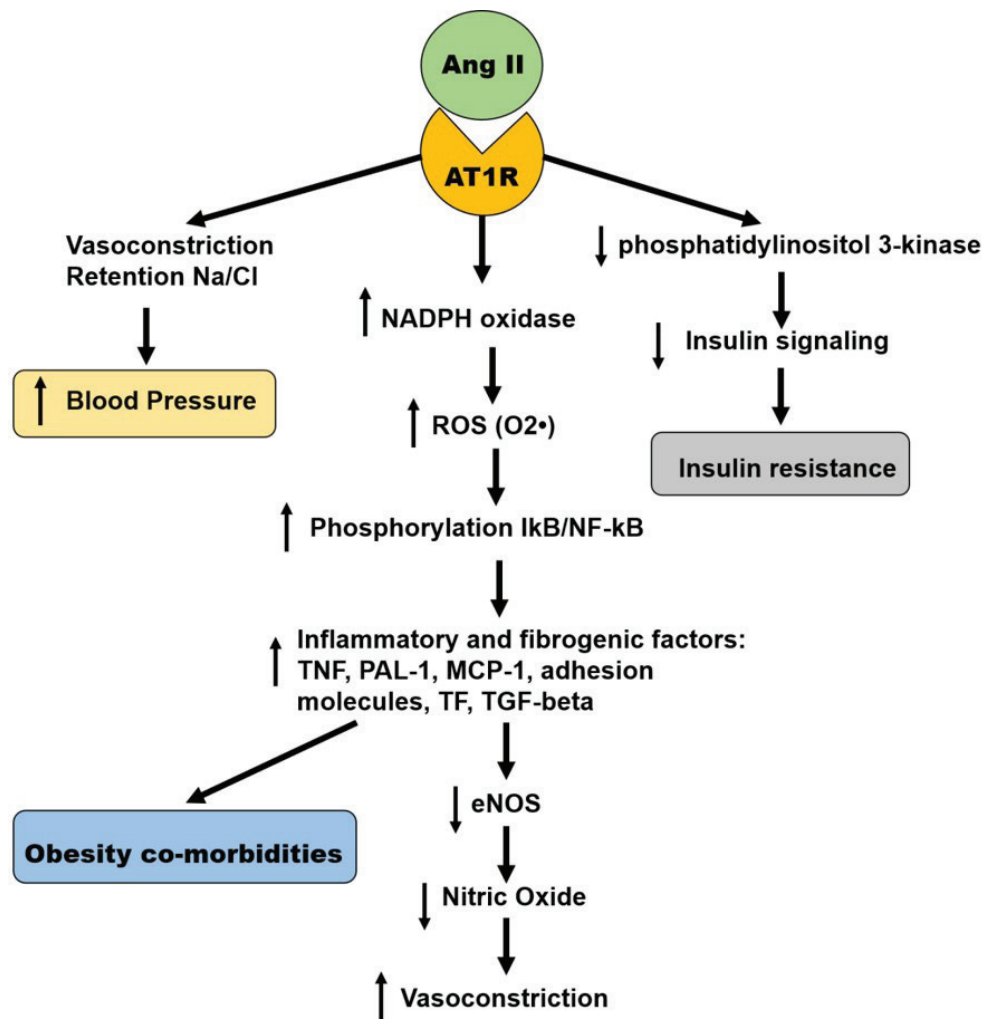 Ang II
AT1R
Vasoconstriction
Retention Na/Cl
↑ Blood Pressure
↑ NADPH oxidase
↑ ROS (O2•)
↑ Phosphorylation IkB/NF-kB
↑ Inflammatory and fibrogenic factors:
TNF, PAL-1, MCP-1, adhesion
molecules, TF, TGF-beta
Obesity co-morbidities
↓ eNOS
↓ Nitric Oxide
↑ Vasoconstriction
↓ phosphatidylinositol 3-kinase
↓ Insulin signaling
Insulin resistance